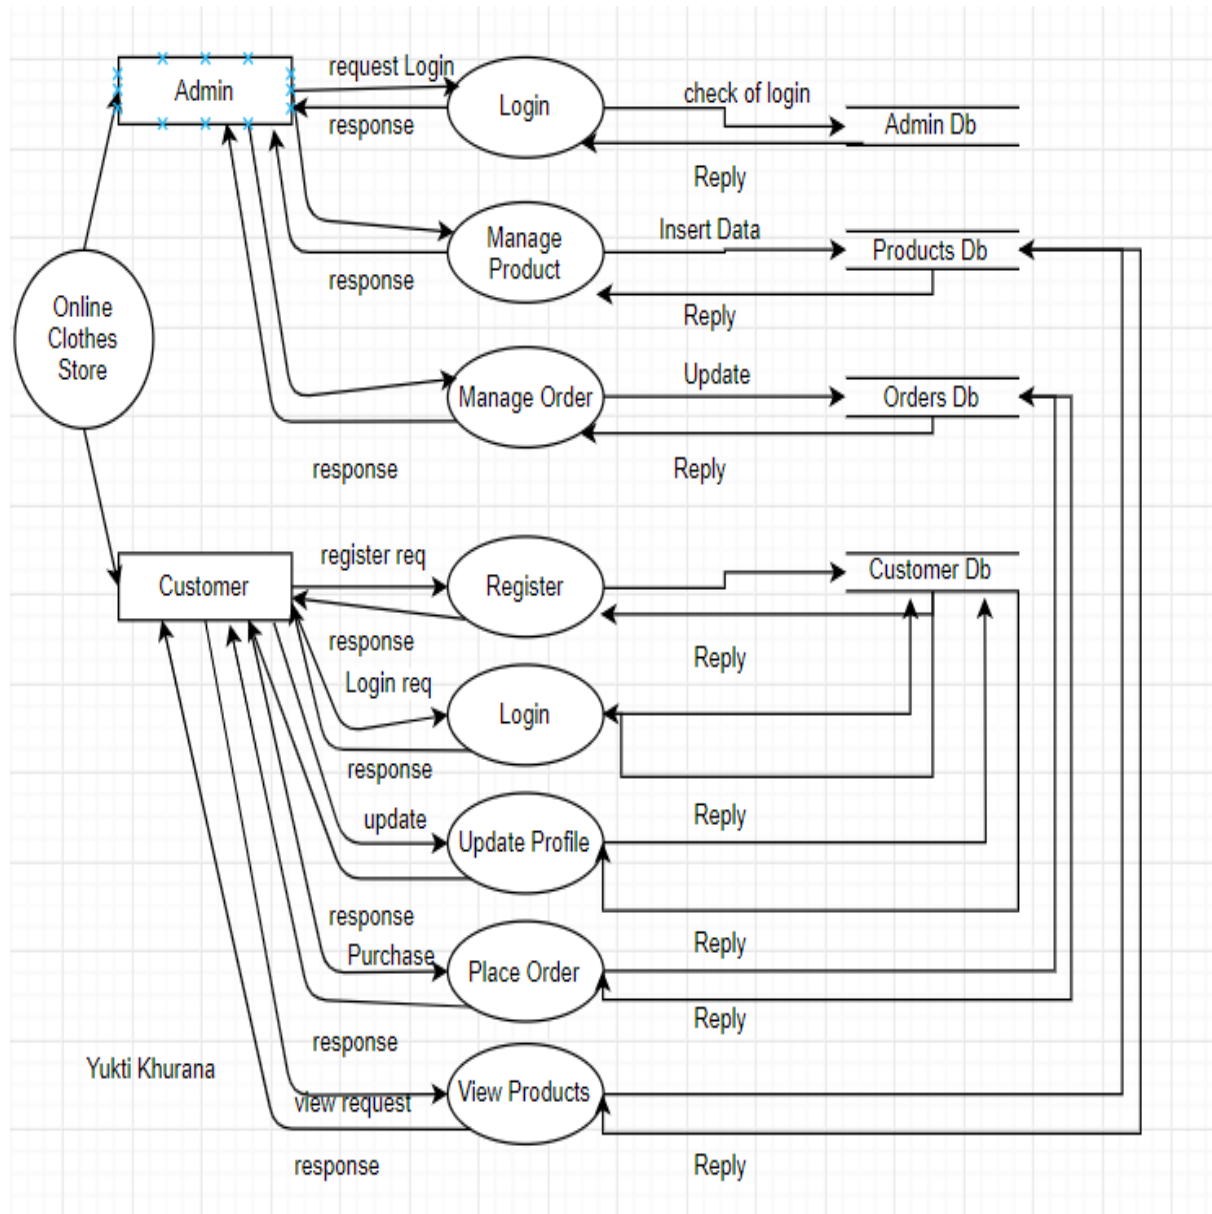 request Login
Admin
Login
check of login
response
Admin Db
Reply
Manage
Product
Insert Data
Products Db
response
Reply
Online
Clothes
Store
Update
Manage Order
Orders Db
response
Reply
register req
Customer
Register
Customer Db
response
Reply
Login req
Login
response
update
Reply
Update Profile
response
Reply
Purchase
Place Order
Reply
response
Yukti Khurana
View Products
view request
response
Reply